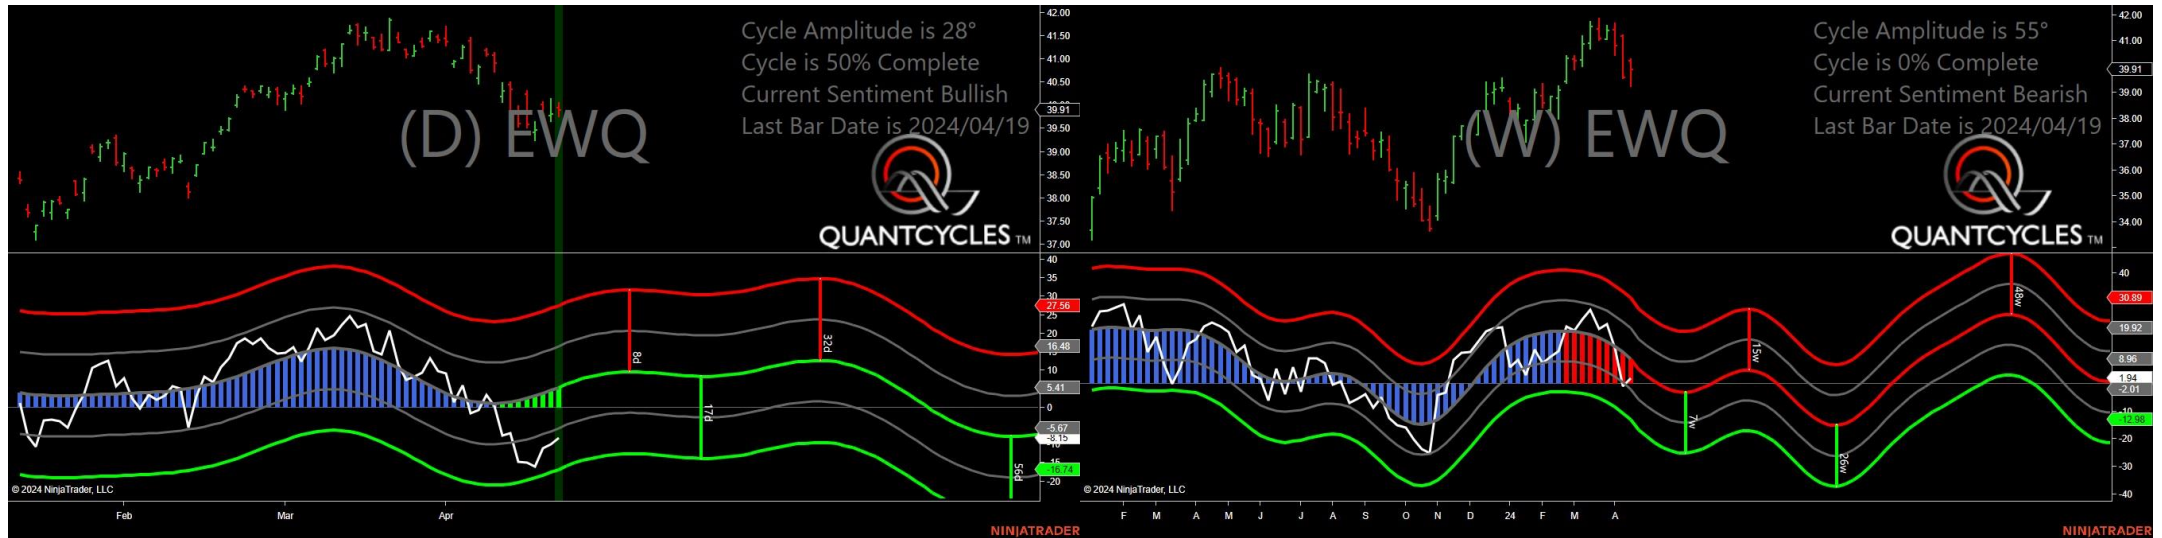 Cycle Amplitude is 28°
Cycle is 50% Complete
Current Sentiment Bullish
Last Bar Date is 2024/04/19
(D) EWQ
QUANTCYCLES TM
42.00
41.50
41.00
40.50
39.91
39.50
39.00
38.50
38.00
37.50
37.00
40
35
27.56
25
20
16.48
10
5.41
0
-5.67
-8.15
-16.74
-20
8d
17d
32d
56d
© 2024 NinjaTrader, LLC
Feb Mar Apr
NINJATRADER
Cycle Amplitude is 55°
Cycle is 0% Complete
Current Sentiment Bearish
Last Bar Date is 2024/04/19
(W) EWQ
QUANTCYCLES TM
42.00
41.00
39.91
39.00
38.00
37.00
36.00
35.00
34.00
40
30.89
19.92
8.96
1.94
-2.01
-10
-12.98
-20
-30
-40
7w
15w
26w
48w
© 2024 NinjaTrader, LLC
F M A M J J A S O N D 24 F M A
NINJATRADER